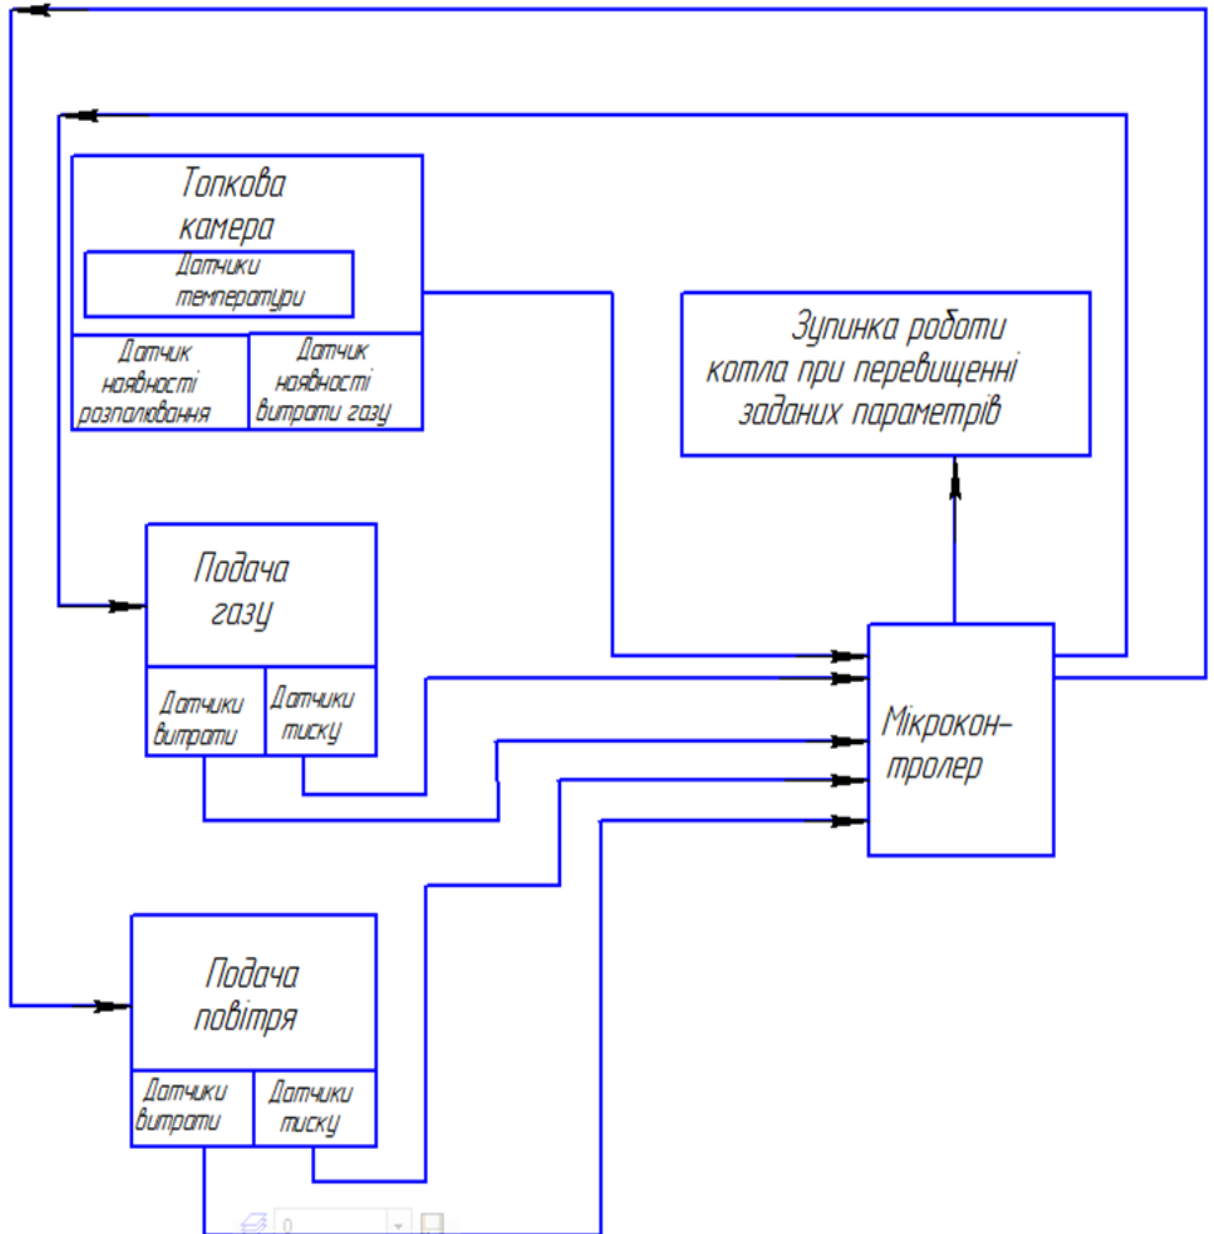 Топкова
камера
Датчики
температури
Датчик
наявності
розпалювання
Датчик
наявності
витрати газу
Зупинка роботи
котла при перевищенні
заданих параметрів
Подача
газу
Датчики
витрати
Датчики
тиску
Мікрокон-
тролер
Подача
повітря
Датчики
витрати
Датчики
тиску
0